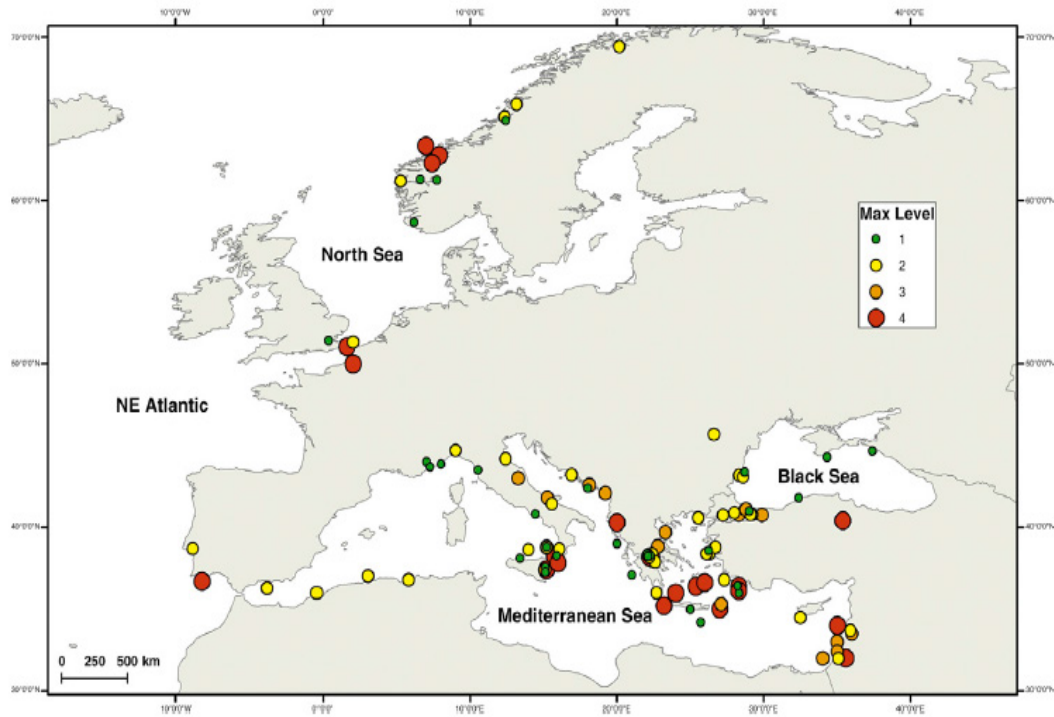 10°0'0"W 0°0'0" 10°0'0"E 20°0'0"E 30°0'0"E 40°0'0"E
70°0'0"N 70°0'0"N
60°0'0"N 60°0'0"N
Max Level
1
2
3
4
North Sea
50°0'0"N 50°0'0"N
NE Atlantic
Black Sea
40°0'0"N 40°0'0"N
Mediterranean Sea
0 250 500 km
30°0'0"N 30°0'0"N
10°0'0"W 0°0'0" 10°0'0"E 20°0'0"E 30°0'0"E 40°0'0"E